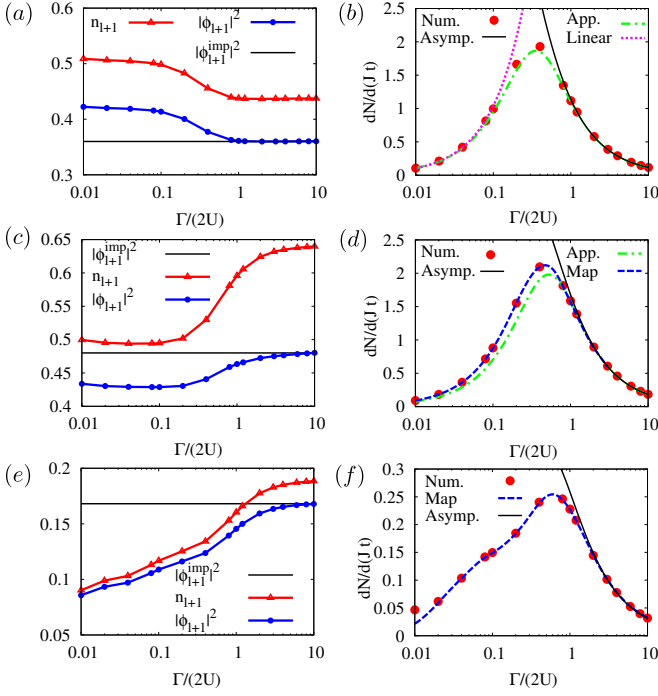 (a)
n_{l+1} |ϕ_{l+1}|^2
|ϕ_{l+1}^{imp}|^2
0.6
0.5
0.4
0.3
0.01 0.1 1 10
Γ/(2U)
(b)
Num. App.
Asymp. Linear
dN/d(J t)
2.5
2
1.5
1
0.5
0
0.01 0.1 1 10
Γ/(2U)
(c)
|ϕ_{l+1}^{imp}|^2
n_{l+1}
|ϕ_{l+1}|^2
0.65
0.6
0.55
0.5
0.45
0.4
0.01 0.1 1 10
Γ/(2U)
(d)
Num. App.
Asymp. Map
dN/d(J t)
2.5
2
1.5
1
0.5
0
0.01 0.1 1 10
Γ/(2U)
(e)
|ϕ_{l+1}^{imp}|^2
n_{l+1}
|ϕ_{l+1}|^2
0.2
0.15
0.1
0.05
0.01 0.1 1 10
Γ/(2U)
(f)
Num.
Map
Asymp.
dN/d(J t)
0.3
0.25
0.2
0.15
0.1
0.05
0
0.01 0.1 1 10
Γ/(2U)